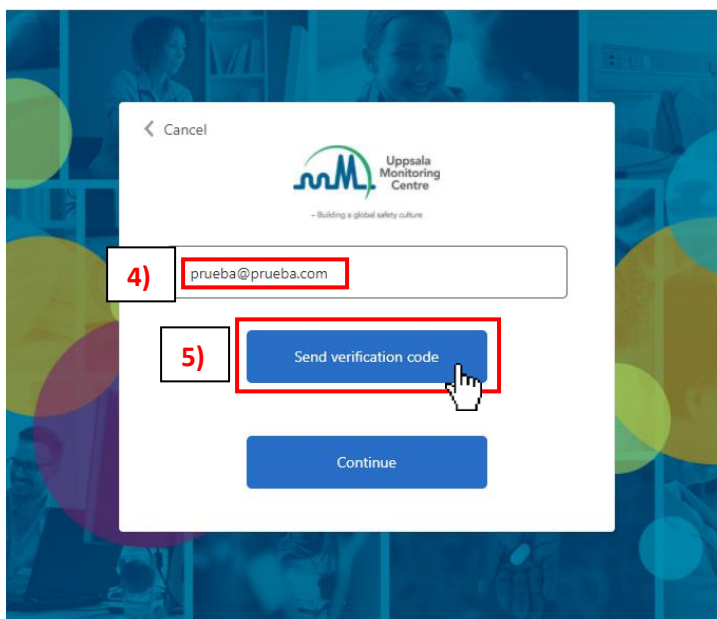 Cancel
Uppsala
Monitoring
Centre
– Building a global safety culture
4)
prueba@prueba.com
5)
Send verification code
Continue